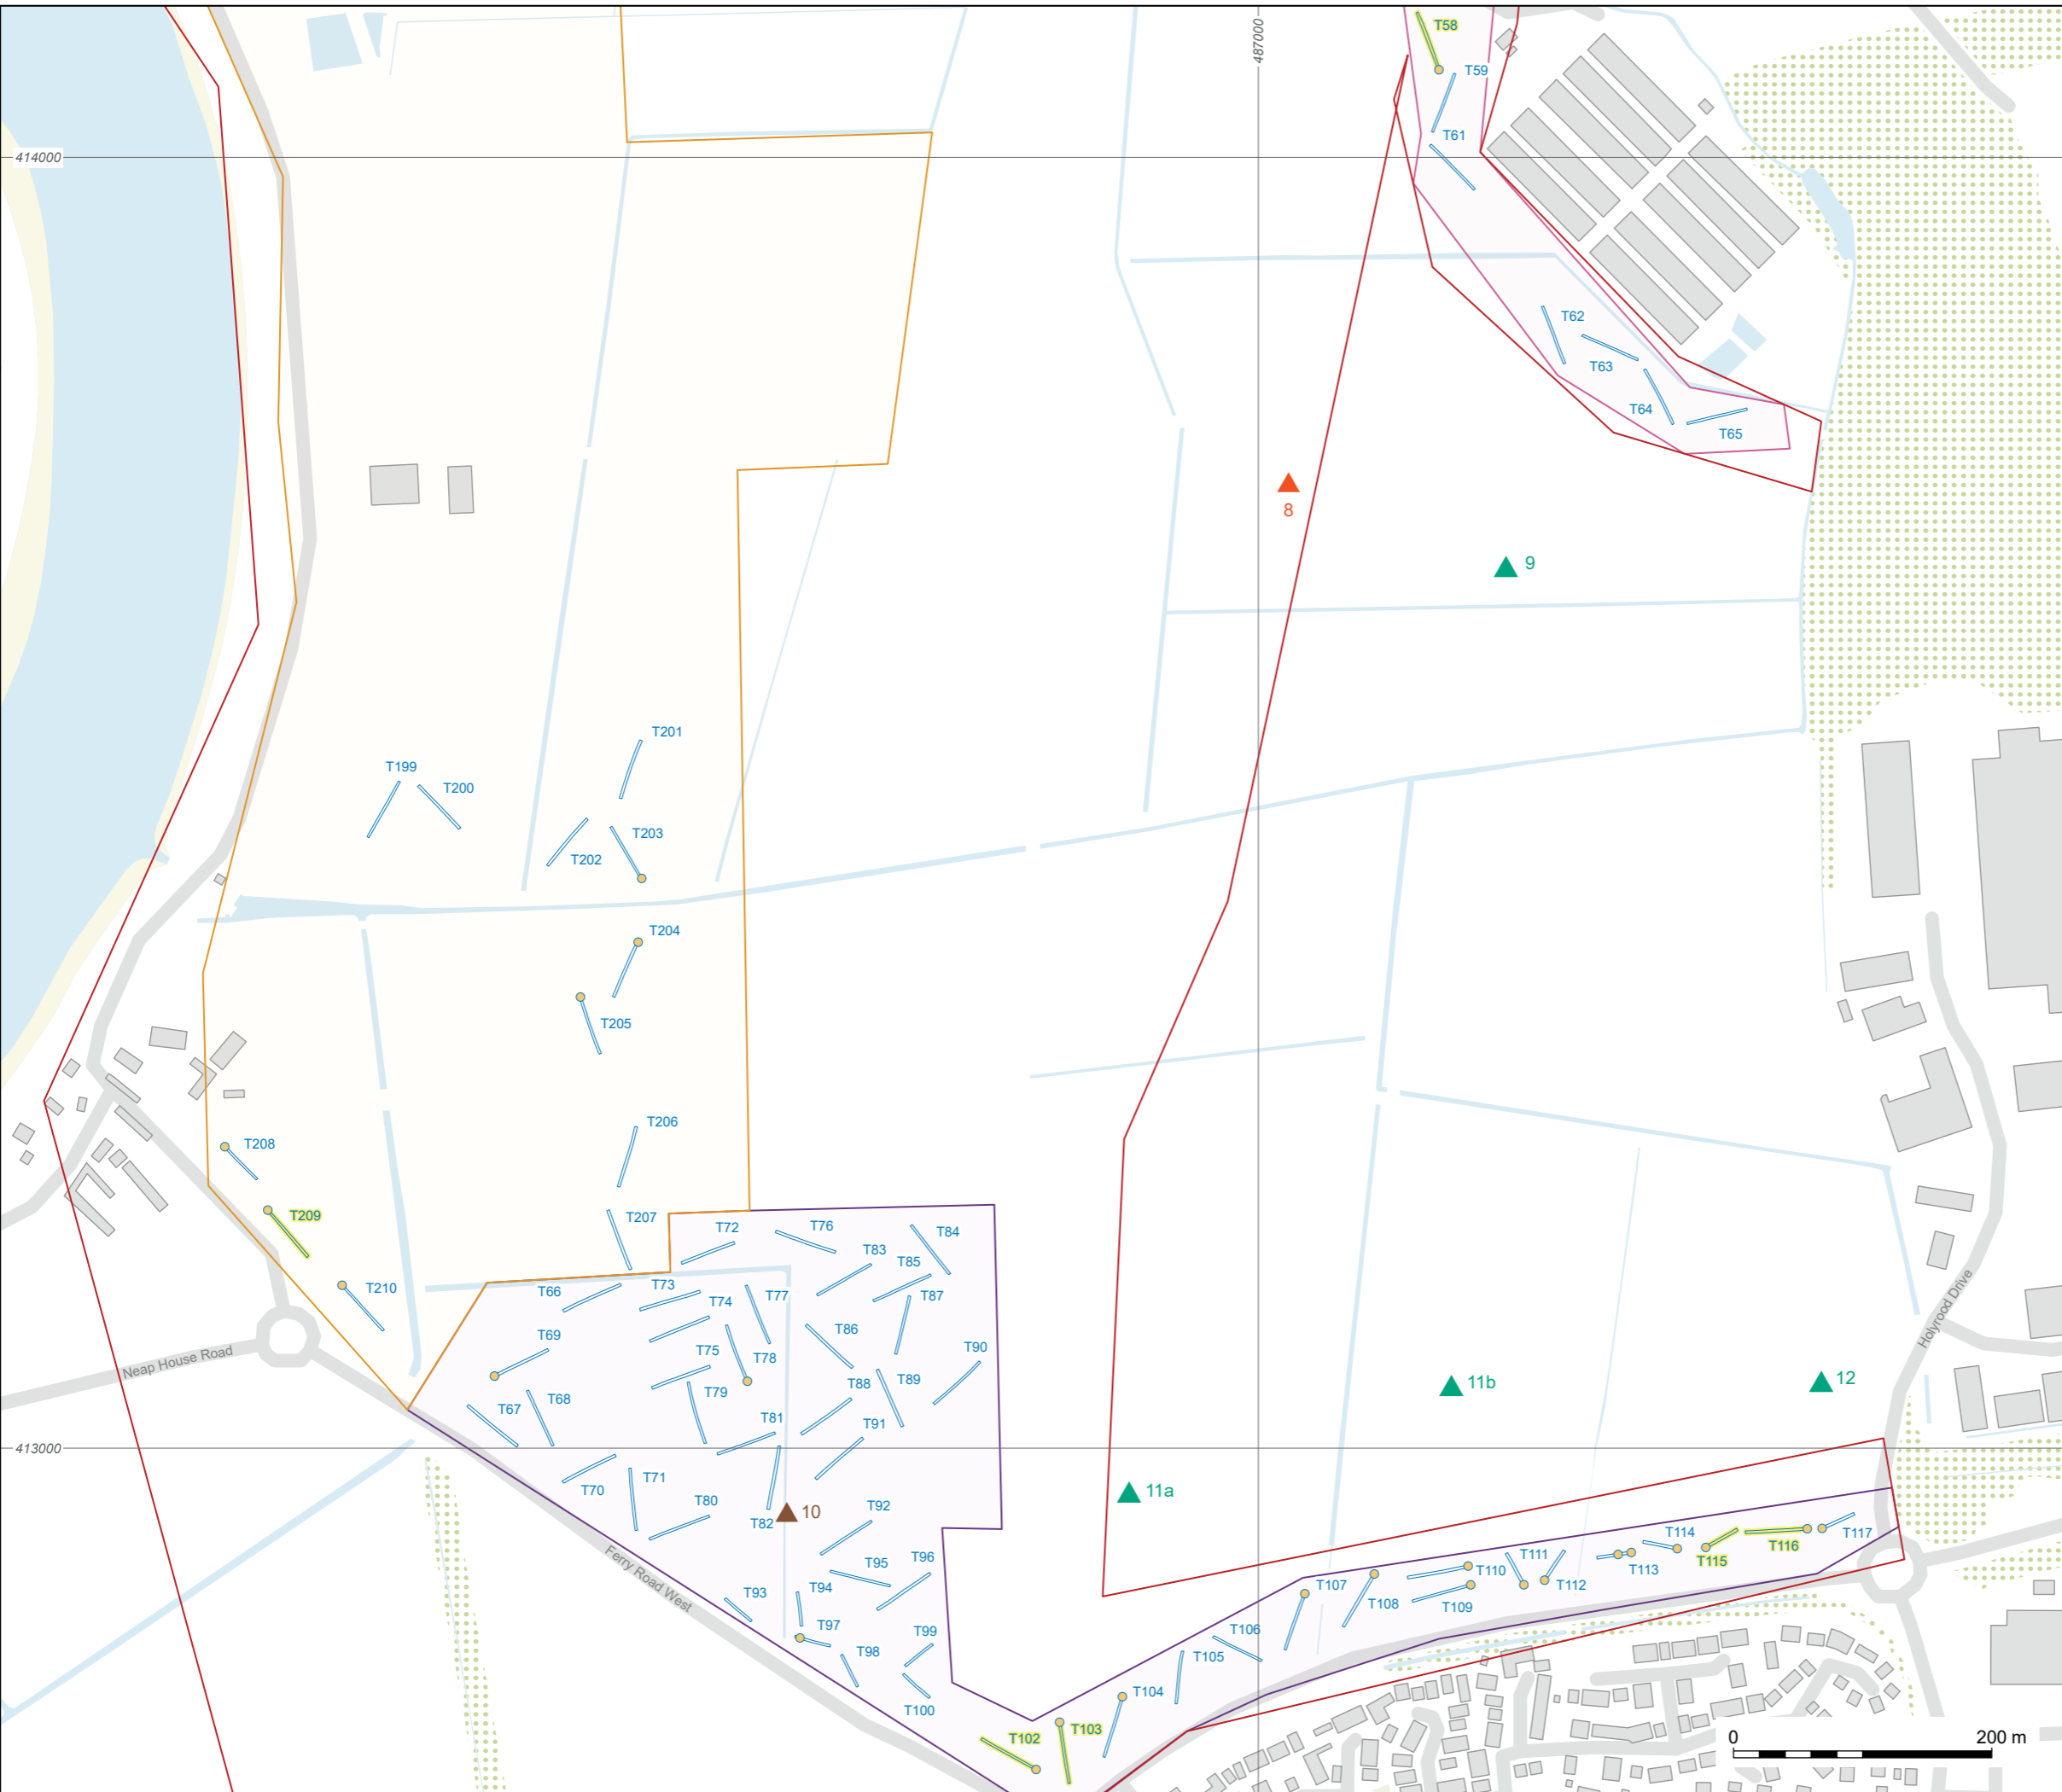 T58
487000
T59
T61
414000
T62
T63
T64
T65
8
9
T201
T199
T200
T203
T202
T204
T205
T206
T208
T209
T207
T210
T72
T76
T84
T83
T85
T66
T73
T74
T77
T87
T86
T69
T75
T78
T90
T79
T88
T89
T67
T68
T81
T91
Neap House Road
Holyrood Drive
11b
12
413000
T70
T71
T80
T82
10
T92
11a
T95
T96
T93
T94
T97
T98
T99
T100
Ferry Road West
T102
T103
T104
T105
T106
T107
T108
T109
T110
T111
T112
T113
T114
T115
T116
T117
0
200 m